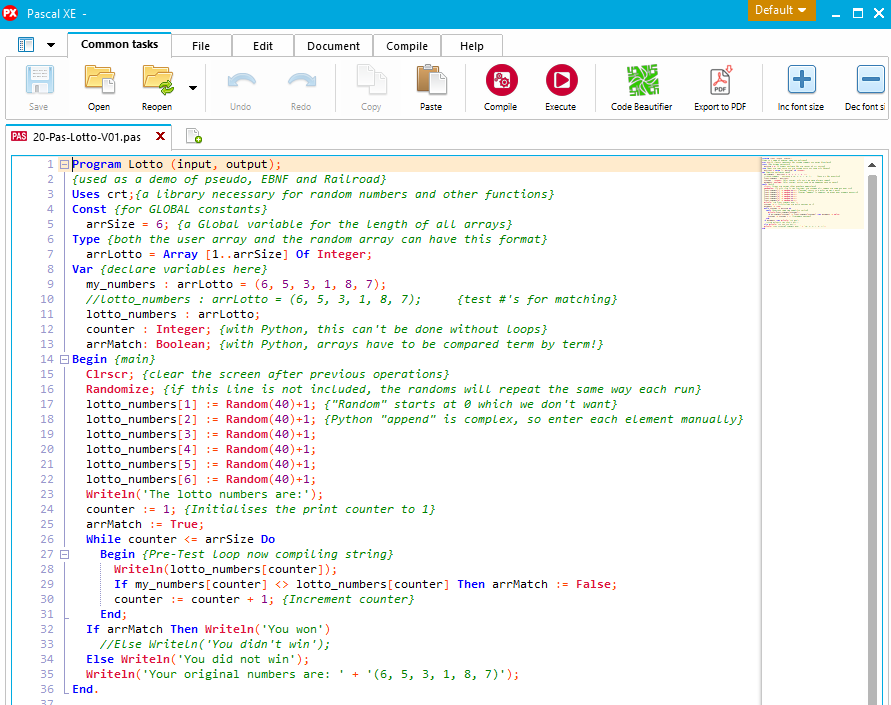 PX Pascal XE -
Default
Common tasks File Edit Document Compile Help
Save Open Reopen Undo Redo Copy Paste Compile Execute Code Beautifier Export to PDF Inc font size Dec font si
PAS 20-Pas-Lotto-V01.pas
1 Program Lotto (input, output);
2 {used as a demo of pseudo, EBNF and Railroad}
3 Uses crt;{a library necessary for random numbers and other functions}
4 Const {for GLOBAL constants}
5 arrSize = 6; {a Global variable for the length of all arrays}
6 Type {both the user array and the random array can have this format}
7 arrLotto = Array [1..arrSize] Of Integer;
8 Var {declare variables here}
9 my_numbers : arrLotto = (6, 5, 3, 1, 8, 7);
10 //lotto_numbers : arrLotto = (6, 5, 3, 1, 8, 7); {test #'s for matching}
11 lotto_numbers : arrLotto;
12 counter : Integer; {with Python, this can't be done without loops}
13 arrMatch: Boolean; {with Python, arrays have to be compared term by term!}
14 Begin {main}
15 Clrscr; {clear the screen after previous operations}
16 Randomize; {if this line is not included, the randoms will repeat the same way each run}
17 lotto_numbers[1] := Random(40)+1; {"Random" starts at 0 which we don't want}
18 lotto_numbers[2] := Random(40)+1; {Python "append" is complex, so enter each element manually}
19 lotto_numbers[3] := Random(40)+1;
20 lotto_numbers[4] := Random(40)+1;
21 lotto_numbers[5] := Random(40)+1;
22 lotto_numbers[6] := Random(40)+1;
23 Writeln('The lotto numbers are:');
24 counter := 1; {Initialises the print counter to 1}
25 arrMatch := True;
26 While counter <= arrSize Do
27 Begin {Pre-Test loop now compiling string}
28 Writeln(lotto_numbers[counter]);
29 If my_numbers[counter] <> lotto_numbers[counter] Then arrMatch := False;
30 counter := counter + 1; {Increment counter}
31 End;
32 If arrMatch Then Writeln('You won')
33 //Else Writeln('You didn't win');
34 Else Writeln('You did not win');
35 Writeln('Your original numbers are: ' + '(6, 5, 3, 1, 8, 7)');
36 End.
37